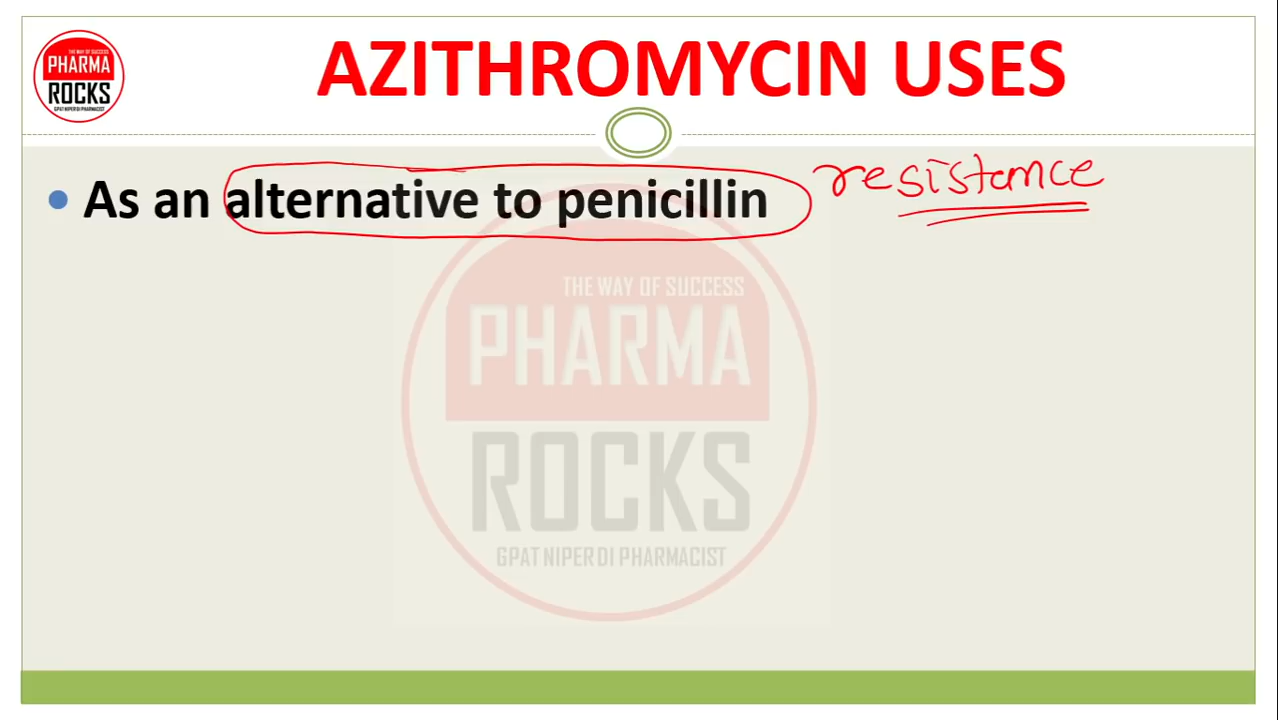 THE WAY OF SUCCESS
PHARMA
ROCKS
GPAT NIPER DI PHARMACIST
AZITHROMYCIN USES
• As an alternative to penicillin resistance
THE WAY OF SUCCESS
PHARMA
ROCKS
GPAT NIPER DI PHARMACIST